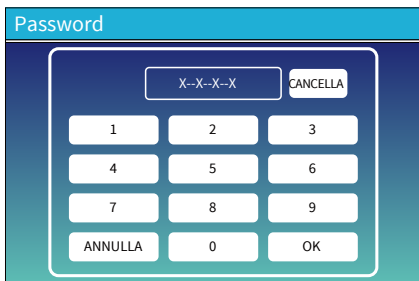 Password
X--X--X--X CANCELLA
1 2 3
4 5 6
7 8 9
ANNULLA 0 OK